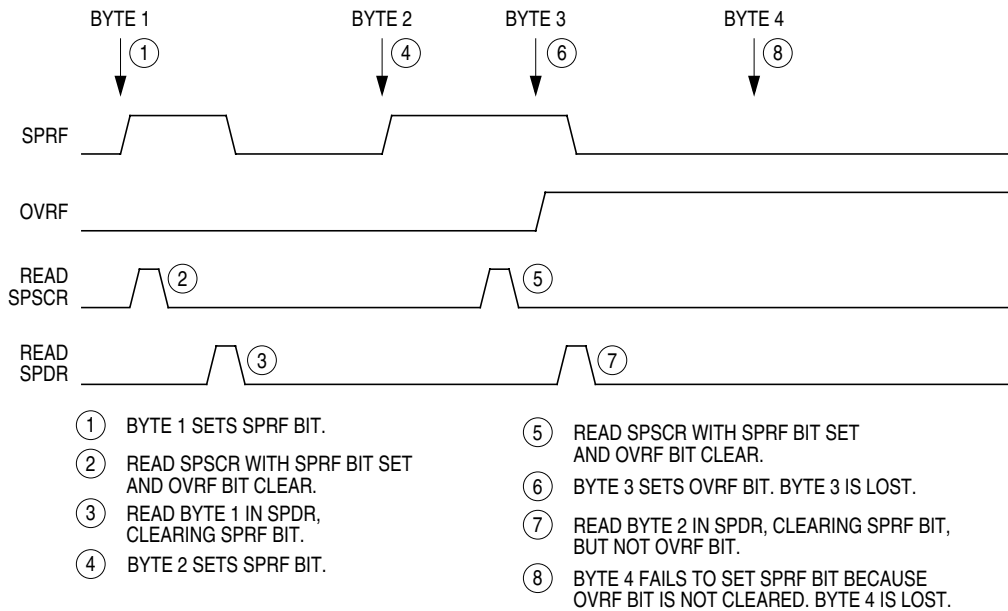 BYTE 1 BYTE 2 BYTE 3 BYTE 4
1 4 6 8
SPRF
OVRF
READ
SPSCR
2 5
READ
SPDR
3 7
1 BYTE 1 SETS SPRF BIT.
2 READ SPSCR WITH SPRF BIT SET
AND OVRF BIT CLEAR.
3 READ BYTE 1 IN SPDR,
CLEARING SPRF BIT.
4 BYTE 2 SETS SPRF BIT.
5 READ SPSCR WITH SPRF BIT SET
AND OVRF BIT CLEAR.
6 BYTE 3 SETS OVRF BIT. BYTE 3 IS LOST.
7 READ BYTE 2 IN SPDR, CLEARING SPRF BIT,
BUT NOT OVRF BIT.
8 BYTE 4 FAILS TO SET SPRF BIT BECAUSE
OVRF BIT IS NOT CLEARED. BYTE 4 IS LOST.